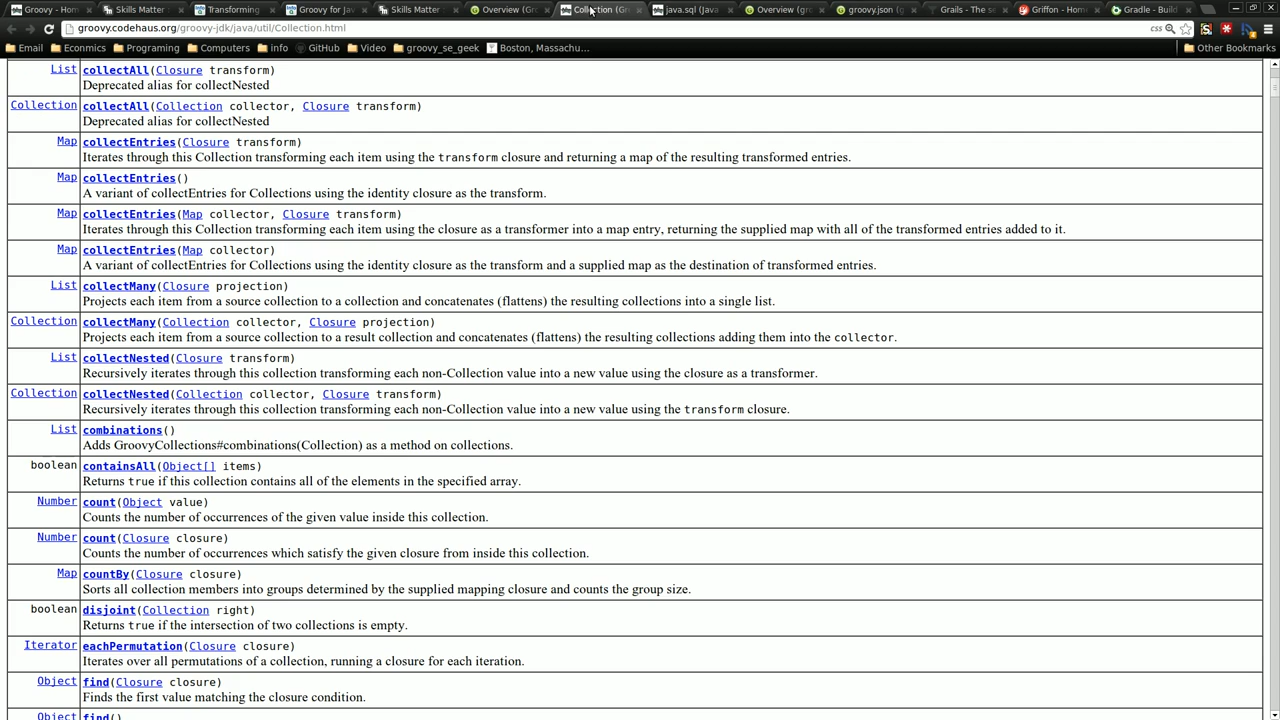 Groovy - Hom
Skills Matter
Transforming
Groovy for Jav
Skills Matter
Overview (Gro
Collection (Gr
java.sql (Java
Overview (gro
groovy.json (g
Grails - The se
Griffon - Hom
Gradle - Build
groovy.codehaus.org/groovy-jdk/java/util/Collection.html
css
Email
Econmics
Programing
Computers
info
GitHub
Video
groovy_se_geek
Boston, Massachu...
Other Bookmarks
List collectAll(Closure transform)
Deprecated alias for collectNested
Collection collectAll(Collection collector, Closure transform)
Deprecated alias for collectNested
Map collectEntries(Closure transform)
Iterates through this Collection transforming each item using the transform closure and returning a map of the resulting transformed entries.
Map collectEntries()
A variant of collectEntries for Collections using the identity closure as the transform.
Map collectEntries(Map collector, Closure transform)
Iterates through this Collection transforming each item using the closure as a transformer into a map entry, returning the supplied map with all of the transformed entries added to it.
Map collectEntries(Map collector)
A variant of collectEntries for Collections using the identity closure as the transform and a supplied map as the destination of transformed entries.
List collectMany(Closure projection)
Projects each item from a source collection to a collection and concatenates (flattens) the resulting collections into a single list.
Collection collectMany(Collection collector, Closure projection)
Projects each item from a source collection to a result collection and concatenates (flattens) the resulting collections adding them into the collector.
List collectNested(Closure transform)
Recursively iterates through this collection transforming each non-Collection value into a new value using the closure as a transformer.
Collection collectNested(Collection collector, Closure transform)
Recursively iterates through this collection transforming each non-Collection value into a new value using the transform closure.
List combinations()
Adds GroovyCollections#combinations(Collection) as a method on collections.
boolean containsAll(Object[] items)
Returns true if this collection contains all of the elements in the specified array.
Number count(Object value)
Counts the number of occurrences of the given value inside this collection.
Number count(Closure closure)
Counts the number of occurrences which satisfy the given closure from inside this collection.
Map countBy(Closure closure)
Sorts all collection members into groups determined by the supplied mapping closure and counts the group size.
boolean disjoint(Collection right)
Returns true if the intersection of two collections is empty.
Iterator eachPermutation(Closure closure)
Iterates over all permutations of a collection, running a closure for each iteration.
Object find(Closure closure)
Finds the first value matching the closure condition.
Object find()